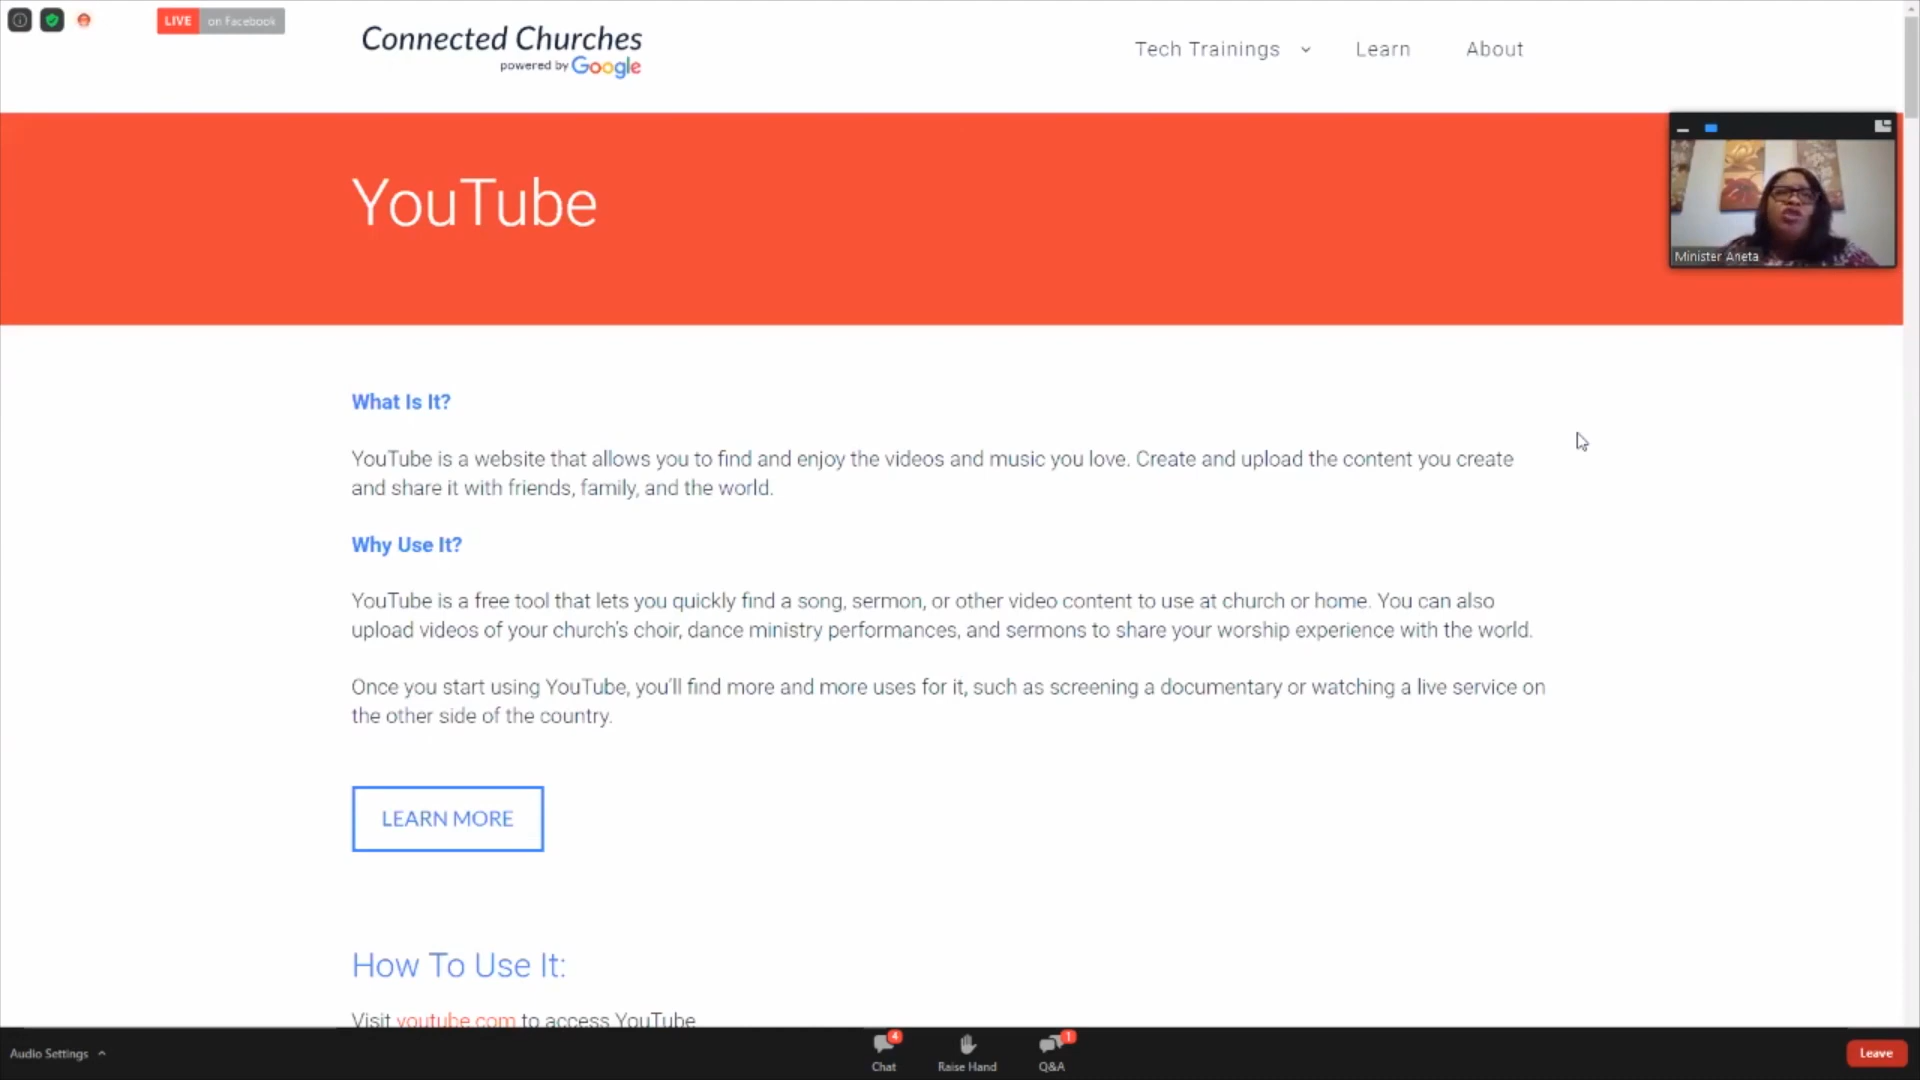 LIVE on Facebook
Connected Churches
powered by Google
Tech Trainings Learn About
YouTube
Minister Aneta
What Is It?
YouTube is a website that allows you to find and enjoy the videos and music you love. Create and upload the content you create
and share it with friends, family, and the world.
Why Use It?
YouTube is a free tool that lets you quickly find a song, sermon, or other video content to use at church or home. You can also
upload videos of your church's choir, dance ministry performances, and sermons to share your worship experience with the world.
Once you start using YouTube, you'll find more and more uses for it, such as screening a documentary or watching a live service on
the other side of the country.
LEARN MORE
How To Use It:
Visit youtube.com to access YouTube
Audio Settings
4
Chat
Raise Hand
1
Q&A
Leave